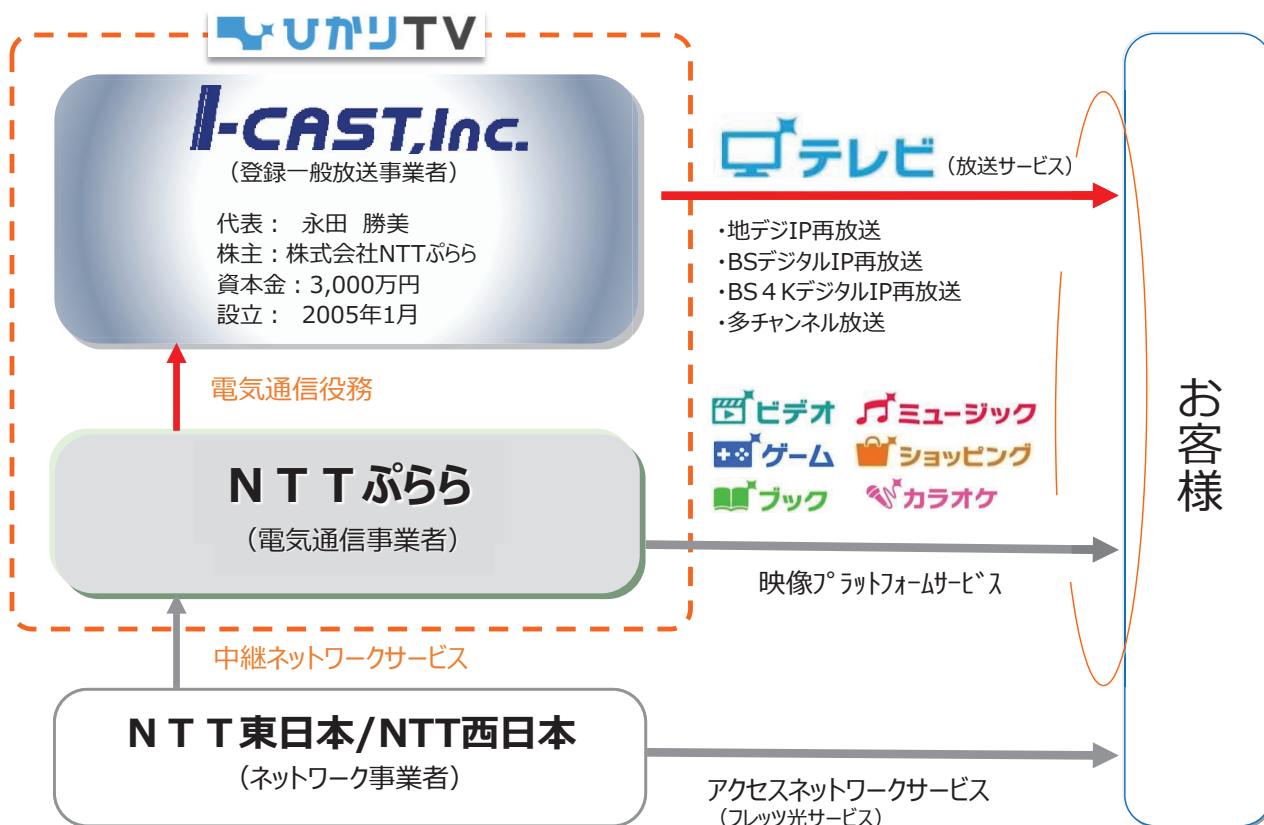 ひかりTV
I-CAST,Inc.
（登録一般放送事業者）
代表： 永田 勝美
株主：株式会社NTTぷらら
資本金：3,000万円
設立： 2005年1月
電気通信役務
NTTぷらら
（電気通信事業者）
中継ネットワークサービス
NTT東日本/NTT西日本
（ネットワーク事業者）
テレビ（放送サービス）
・地デジIP再放送
・BSデジタルIP再放送
・BS４KデジタルIP再放送
・多チャンネル放送
ビデオ ミュージック
ゲーム ショッピング
ブック カラオケ
映像ﾌﾟﾗｯﾄﾌｫｰﾑｻｰﾋﾞｽ
アクセスネットワークサービス
（フレッツ光サービス）
お客様